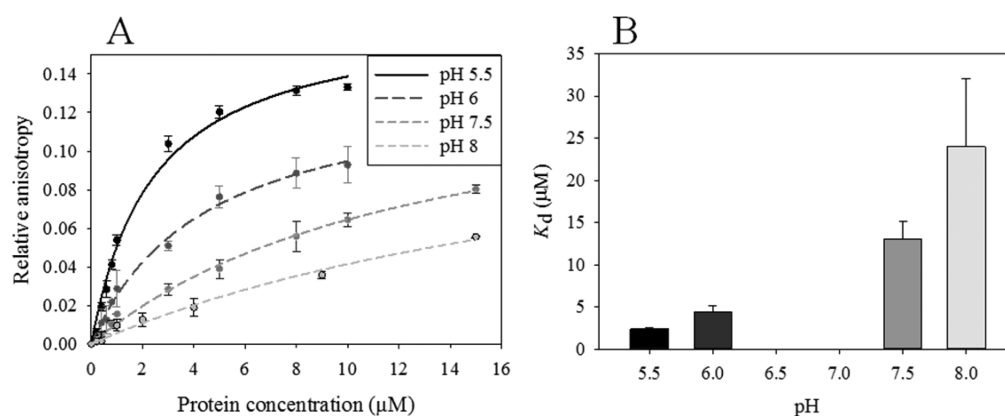 A
Relative anisotropy
0.14
0.12
0.10
0.08
0.06
0.04
0.02
0.00
pH 5.5
pH 6
pH 7.5
pH 8
0 2 4 6 8 10 12 14 16
Protein concentration (µM)
B
Kd (µM)
35
30
25
20
15
10
5
0
5.5 6.0 6.5 7.0 7.5 8.0
pH